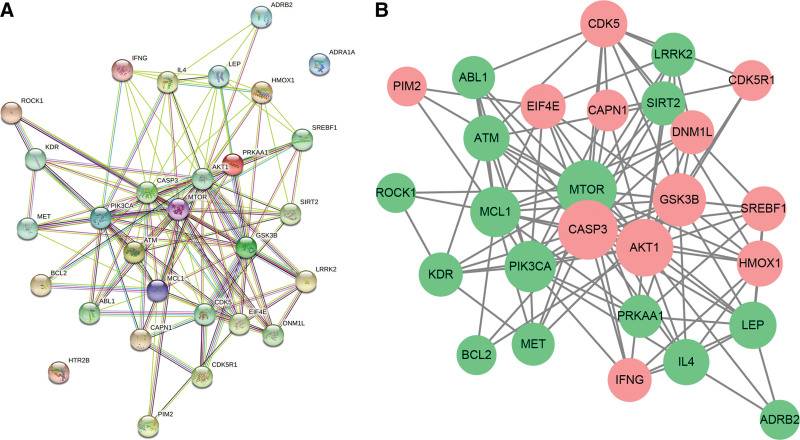 A
ADRB2
ADRA1A
IFNG
IL4
LEP
HMOX1
ROCK1
SREBF1
KDR
PRKAA1
AKT1
CASP3
SIRT2
MTOR
PIK3CA
MET
ATM
GSK3B
BCL2
MCL1
LRRK2
ABL1
CDK5
EIF4E
CAPN1
DNM1L
HTR2B
CDK5R1
PIM2
B
CDK5
LRRK2
ABL1
CDK5R1
PIM2
EIF4E
CAPN1
SIRT2
ATM
DNM1L
MTOR
ROCK1
GSK3B
MCL1
SREBF1
CASP3
AKT1
PIK3CA
HMOX1
KDR
PRKAA1
LEP
MET
BCL2
IL4
IFNG
ADRB2